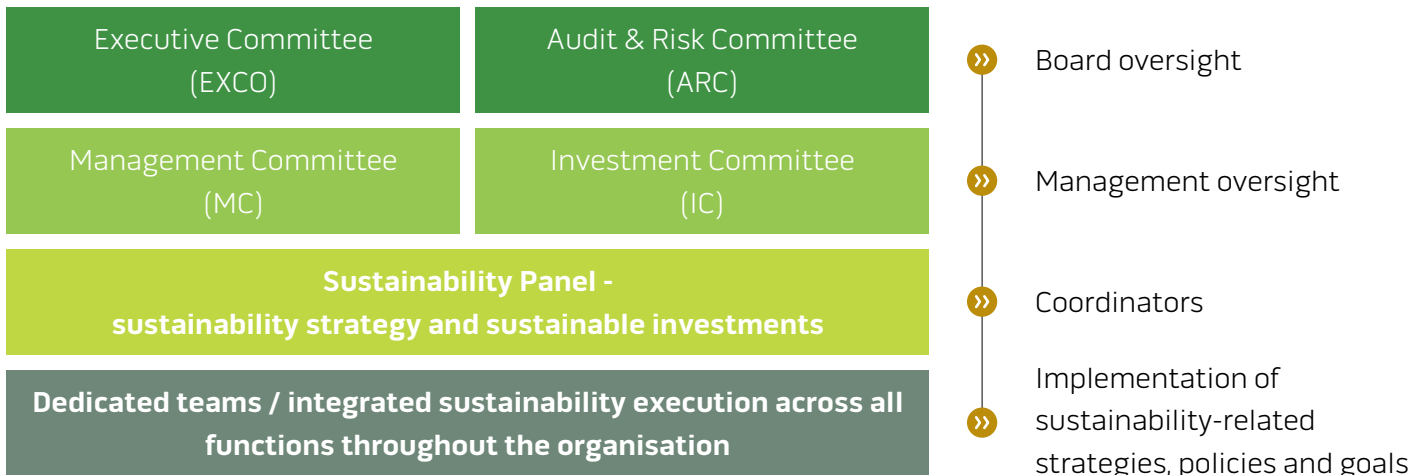 Executive Committee
(EXCO)
Audit & Risk Committee
(ARC)
Board oversight
Management Committee
(MC)
Investment Committee
(IC)
Management oversight
Sustainability Panel -
sustainability strategy and sustainable investments
Coordinators
Dedicated teams / integrated sustainability execution across all
functions throughout the organisation
Implementation of
sustainability-related
strategies, policies and goals